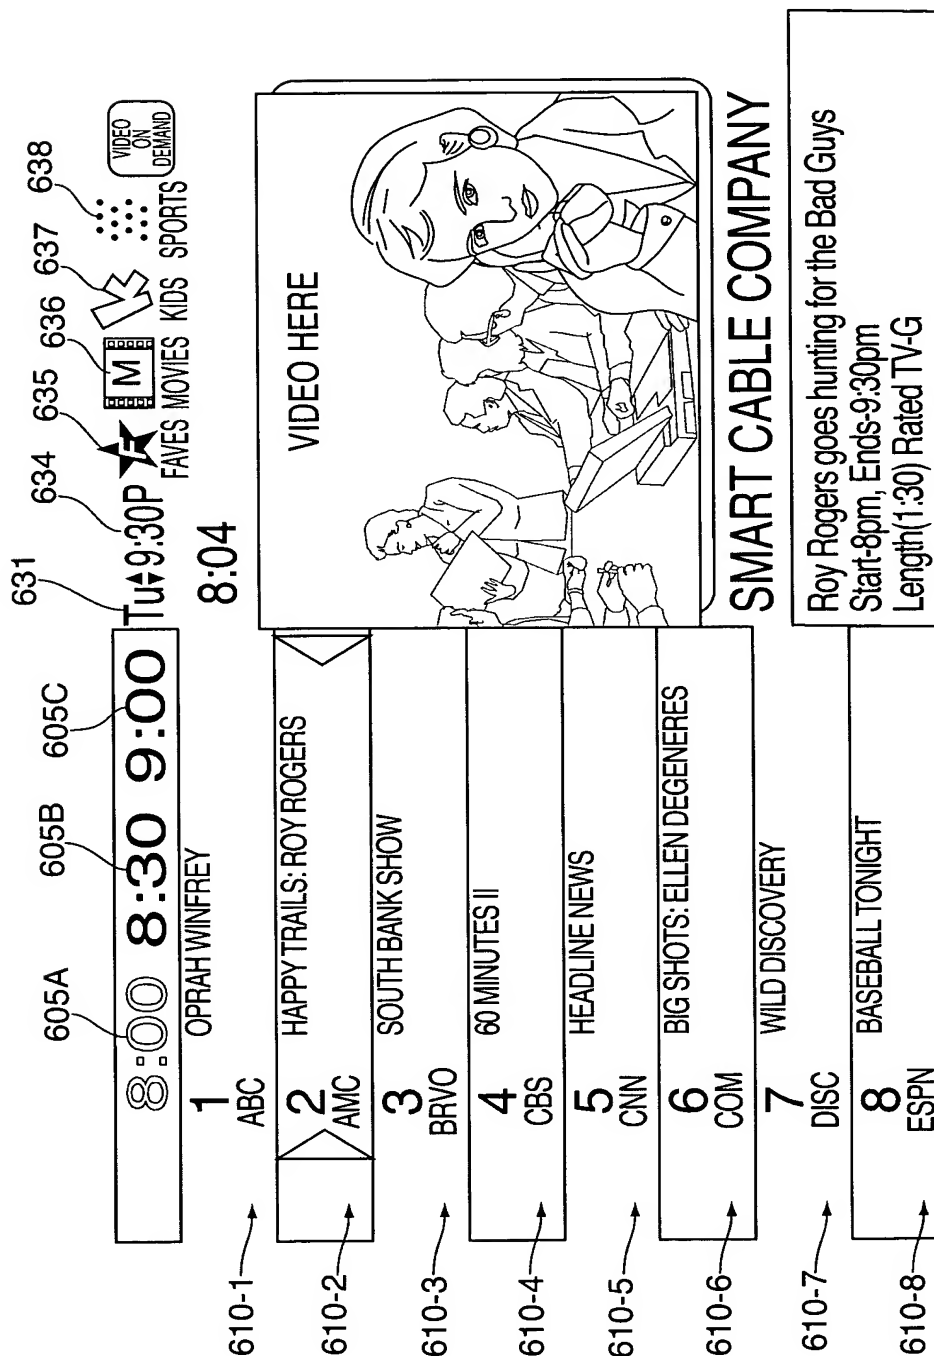 605A
605B
605C
631
634
635
636
637
638
8:00 8:30 9:00
Tu 9:30P
F
FAVES
M
MOVIES
KIDS
SPORTS
VIDEO
ON
DEMAND
8:04
610-1
1
ABC
OPRAH WINFREY
610-2
2
AMC
HAPPY TRAILS: ROY ROGERS
610-3
3
BRVO
SOUTH BANK SHOW
610-4
4
CBS
60 MINUTES II
610-5
5
CNN
HEADLINE NEWS
610-6
6
COM
BIG SHOTS: ELLEN DEGENERES
610-7
7
DISC
WILD DISCOVERY
610-8
8
ESPN
BASEBALL TONIGHT
VIDEO HERE
SMART CABLE COMPANY
Roy Rogers goes hunting for the Bad Guys
Start-8pm, Ends-9:30pm
Length(1:30) Rated TV-G